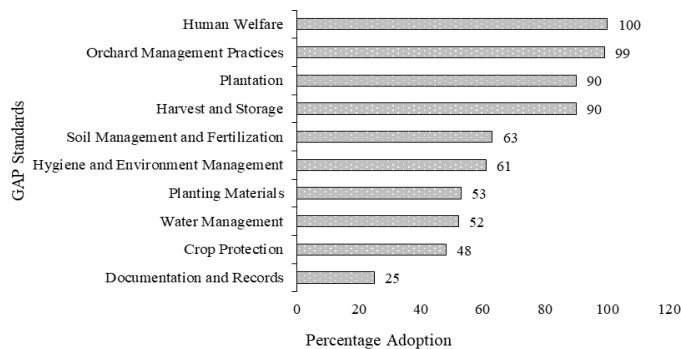 Human Welfare 100
Orchard Management Practices 99
Plantation 90
Harvest and Storage 90
Soil Management and Fertilization 63
Hygiene and Environment Management 61
Planting Materials 53
Water Management 52
Crop Protection 48
Documentation and Records 25
GAP Standards
0 20 40 60 80 100 120
Percentage Adoption